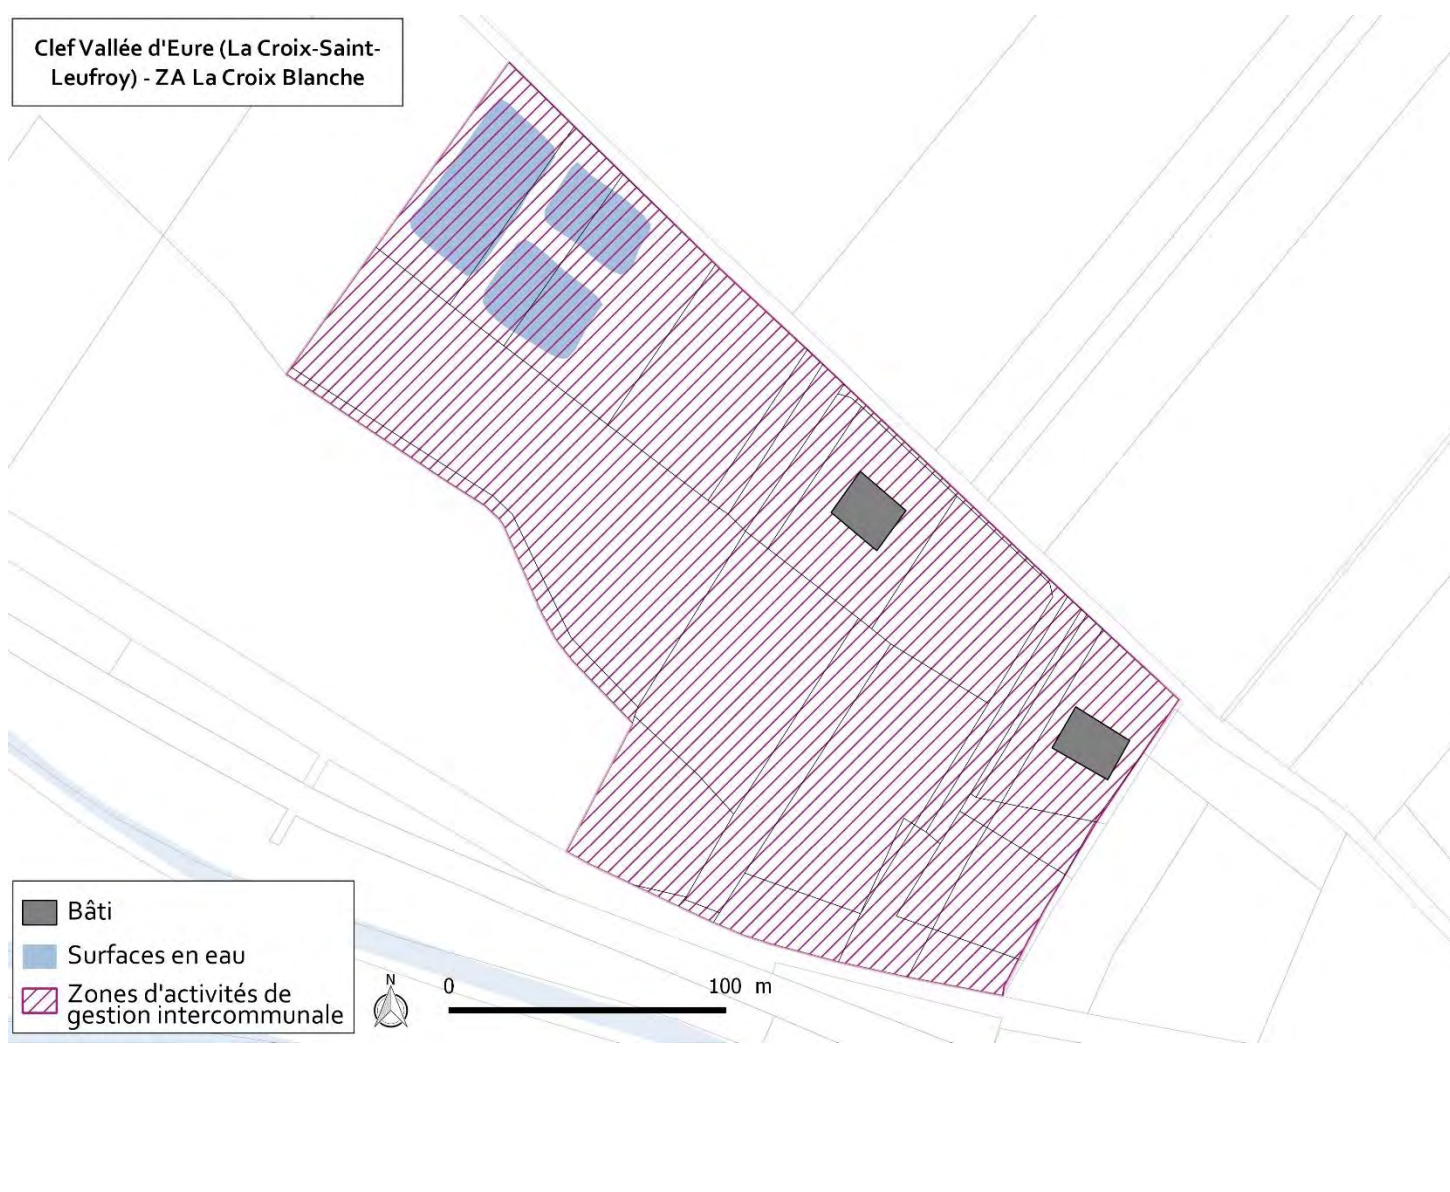 Clef Vallée d'Eure (La Croix-Saint-
Leufroy) - ZA La Croix Blanche
Bâti
Surfaces en eau
Zones d'activités de
gestion intercommunale
N
0 100 m